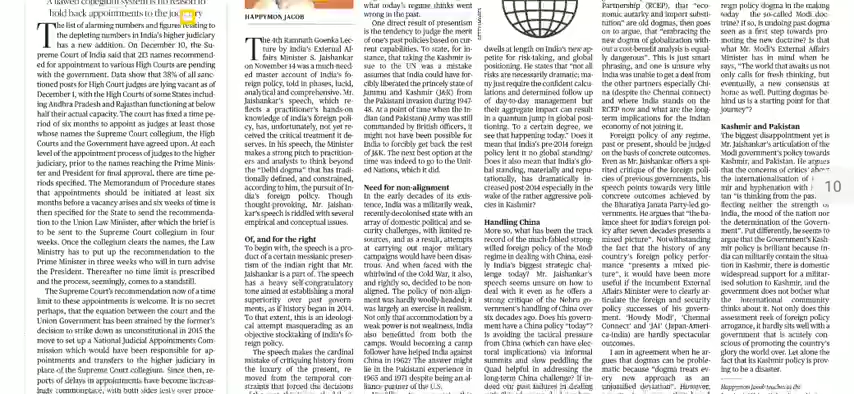 A flawed system is no reason to
hold back appointments to the
The list of alarming numbers and figures relating to
the depleting numbers in India's higher judiciary
has a new addition. On December 10, the Su-
preme Court of India said that 213 names recommend-
ed for appointment to various High Courts are pending
with the government. Data show that 38% of all sanc-
tioned posts for High Court judges are lying vacant as of
December 1, with the High Courts of some States includ-
ing Andhra Pradesh and Rajasthan functioning at below
half their actual capacity. The court has fixed a time pe-
riod of six months to appoint as judges at least those
whose names the Supreme Court collegium, the High
Courts and the Government have agreed upon. At each
level of the appointment process of judges to the higher
judiciary, prior to the names reaching the Prime Minis-
ter and President for final approval, there are time pe-
riods specified. The Memorandum of Procedure states
that appointments should be initiated at least six
months before a vacancy arises and six weeks of time is
then specified for the State to send the recommenda-
tion to the Union Law Minister, after which the brief is
to be sent to the Supreme Court collegium in four
weeks. Once the collegium clears the names, the Law
Ministry has to put up the recommendation to the
Prime Minister in three weeks who will in turn advise
the President. Thereafter no time limit is prescribed
and the process, seemingly, comes to a standstill.
The Supreme Court's recommendation now of a time
limit to these appointments is welcome. It is no secret
perhaps, that the equation between the court and the
Union Government has been strained by the former's
decision to strike down as unconstitutional in 2015 the
move to set up a National Judicial Appointments Com-
mission which would have been responsible for ap-
pointments and transfers to the higher judiciary in
place of the Supreme Court collegium. Since then, re-
ports of delays in appointments have become increas-
ingly commonplace, with both sides testy over
HAPPYMON JACOB
The 4th Ramnath Goenka Lec-
ture by India's External Af-
fairs Minister S. Jaishankar
on November 14 was a much need-
ed master account of India's fo-
reign policy, told in phases, lucid,
analytical and comprehensive. Mr.
Jaishankar's speech, which re-
flects a practitioner's hands-on
knowledge of India's foreign poli-
cy, has, unfortunately, not yet re-
ceived the critical treatment it de-
serves. In his speech, the Minister
makes a strong pitch to practition-
ers and analysts to think beyond
the "Delhi dogma" that has tradi-
tionally defined, and constrained,
according to him, the pursuit of In-
dia's foreign policy. Though
thought provoking, Mr. Jaishan-
kar's speech is riddled with several
empirical and conceptual issues.
Of, and for the right
To begin with, the speech is a pro-
duct of a certain messianic presen-
tism of the Indian right that Mr.
Jaishankar is part of. The speech
has a heavy self-congratulatory
tone aimed at establishing a moral
superiority over past govern-
ments, as if history began in 2014.
To that extent, this is an ideologi-
cal attempt masquerading as an
objective stocktaking of India's fo-
reign policy.
The speech makes the cardinal
mistake of critiquing history from
the luxury of the present, re-
moved from the temporal con-
straints that forced the decisions
what today's regime thinks went
wrong in the past.
One direct result of presentism
is the tendency to judge the merit
of one's past policies based on cur-
rent capabilities. To state, for in-
stance, that taking the Kashmir is-
sue to the UN was a mistake
assumes that India could have for-
cibly liberated the princely state of
Jammu and Kashmir (J&K) from
the Pakistani invasion during 1947-
48. At a point of time when the In-
dian (and Pakistani) Army was still
commanded by British officers, it
might not have been possible for
India to forcibly get back the rest
of J&K. The next best option at the
time was indeed to go to the Unit-
ed Nations, which it did.
Need for non-alignment
In the early decades of its exis-
tence, India was a militarily weak,
recently decolonised state with an
array of domestic political and se-
curity challenges, with limited re-
sources, and as a result, attempts
at carrying out major military
campaigns would have been disas-
trous. And when faced with the
whirlwind of the Cold War, it also,
and rightly so, decided to be non-
aligned. The policy of non-align-
ment was hardly woolly-headed; it
was largely an exercise in realism.
Not only that accommodation by a
weak power is not weakness, India
also benefitted from both the
camps. Would becoming a camp
follower have helped India against
China in 1962? The answer might
lie in the Pakistani experience in
1965 and 1971 despite being an al-
liance partner of the U.S.
GETTY IMAGES
dwells at length on India's new ap-
petite for risk-taking, and global
positioning. He states that "not all
risks are necessarily dramatic; ma-
ny just require the confident calcu-
lations and determined follow up
of day-to-day management but
their aggregate impact can result
in a quantum jump in global posi-
tioning. To a certain degree, we
see that happening today." Does it
mean that India's pre-2014 foreign
policy lent it no global standing?
Does it also mean that India's glo-
bal standing, materially and repu-
tationally, has dramatically in-
creased post-2014 especially in the
wake of the rather aggressive poli-
cies in Kashmir?
Handling China
More so, what has been the track
record of the much-fabled strong-
willed foreign policy of the Modi
regime in dealing with China, easi-
ly India's biggest strategic chal-
lenge today? Mr. Jaishankar's
speech seems unsure on how to
deal with it even as he offers a
strong critique of the Nehru go-
vernment's handling of China over
six decades ago. Does his govern-
ment have a China policy "today"?
Is avoiding the tactical pressure
from China (which can have elec-
toral implications) via informal
summits and slow peddling the
Quad helpful in addressing the
long-term China challenge? If in-
deed our past failures in dealing
Partnership (RCEP), that "eco-
nomic autarky and import substi-
tution" are old dogmas, then goes
on to argue, that "embracing the
new dogma of globalization with-
out a cost-benefit analysis is equal-
ly dangerous". This is just smart
phrasing, and one is unsure why
India was unable to get a deal from
the other partners especially Chi-
na (despite the Chennai connect)
and where India stands on the
RCEP now and what are the long-
term implications for the Indian
economy of not joining it.
Foreign policy of any regime,
past or present, should be judged
on the basis of concrete outcomes.
Even as Mr. Jaishankar offers a spi-
rited critique of the foreign poli-
cies of previous governments, his
speech points towards very little
concrete outcomes achieved by
the Bharatiya Janata Party-led go-
vernments. He argues that "the ba-
lance sheet for India's foreign pol-
icy after seven decades presents a
mixed picture". Notwithstanding
the fact that the history of any
country's foreign policy perfor-
mance "presents a mixed pic-
ture", it would have been more
useful if the incumbent External
Affairs Minister were to clearly ar-
ticulate the foreign and security
policy successes of his govern-
ment. 'Howdy Modi', 'Chennai
Connect' and 'JAI' (Japan-Ameri-
ca-India) are hardly spectacular
outcomes.
I am in agreement when he ar-
gues that dogmas can be proble-
matic because "dogma treats ev-
ery new approach as an
unjustified deviation". However,
reign policy dogma in the making
today — the so-called Modi doc-
trine? If so, is undoing past dogma
seen as a first step towards pro-
moting the new doctrine? Is that
what Mr. Modi's External Affairs
Minister has in mind when he
says, "The world that awaits us not
only calls for fresh thinking, but
eventually, a new consensus at
home as well. Putting dogmas be-
hind us is a starting point for that
journey"?
Kashmir and Pakistan
The biggest disappointment yet is
Mr. Jaishankar's articulation of the
Modi government's policy towards
Kashmir, and Pakistan. He argues
that the concerns of critics' about
the internationalisation of
mir and hyphenation with
tan "is thinking from the pas
flecting neither the strength of
India, the mood of the nation nor
the determination of the Govern-
ment". Put differently, he seems to
argue that the Government's Kash-
mir policy is brilliant because In-
dia can militarily contain the situa-
tion in Kashmir, there is domestic
widespread support for a militar-
ised solution to Kashmir, and the
government does not bother what
the international community
thinks about it. Not only does this
assessment reek of foreign policy
arrogance, it hardly sits well with a
government that is acutely con-
scious of promoting the country's
glory world over. Let alone the
fact that its Kashmir policy is prov-
ing to be a disaster.
Happymon Jacob teaches at the
10